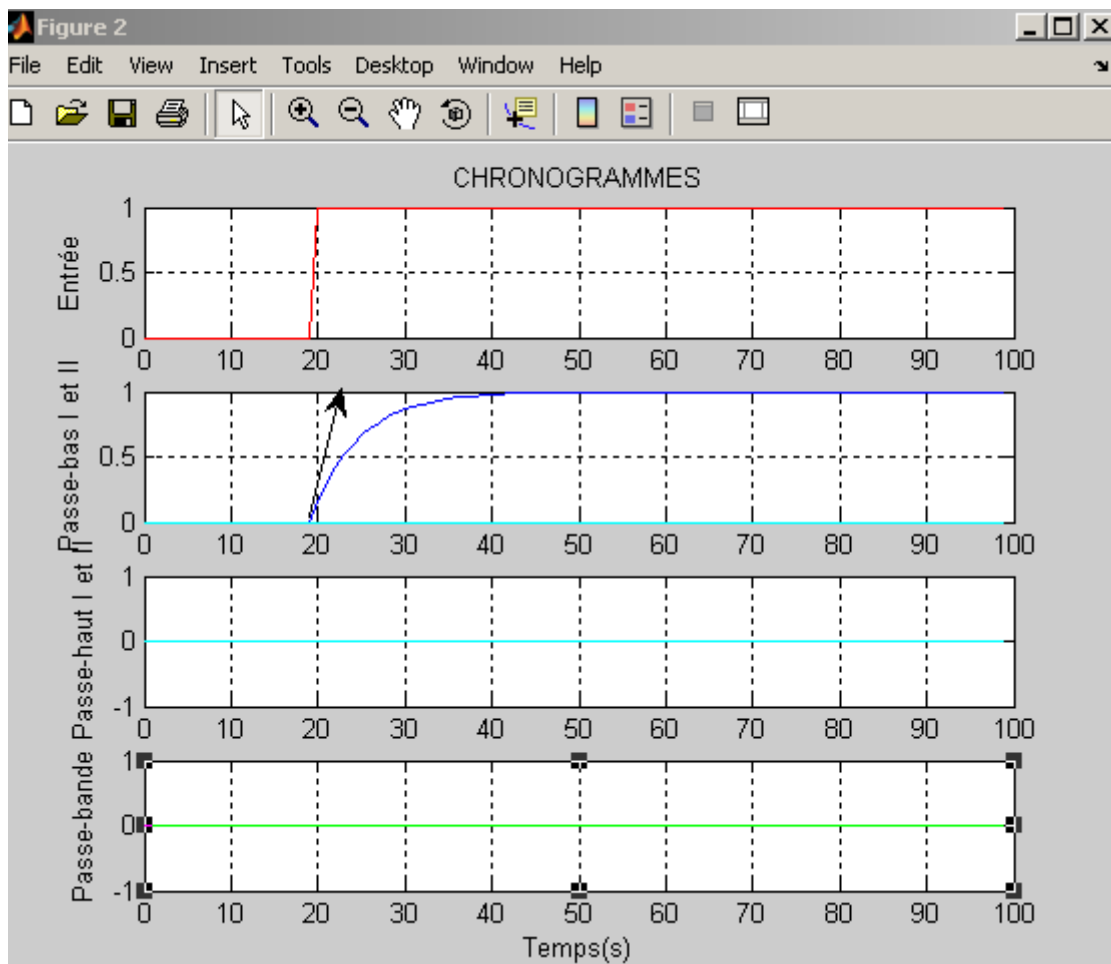 Figure 2
File Edit View Insert Tools Desktop Window Help
CHRONOGRAMMES
Entrée
1
0.5
0
0 10 20 30 40 50 60 70 80 90 100
Passe-bas I et II
1
0.5
0
0 10 20 30 40 50 60 70 80 90 100
Passe-haut I et II
1
0
-1
0 10 20 30 40 50 60 70 80 90 100
Passe-bande
1
0
-1
0 10 20 30 40 50 60 70 80 90 100
Temps(s)